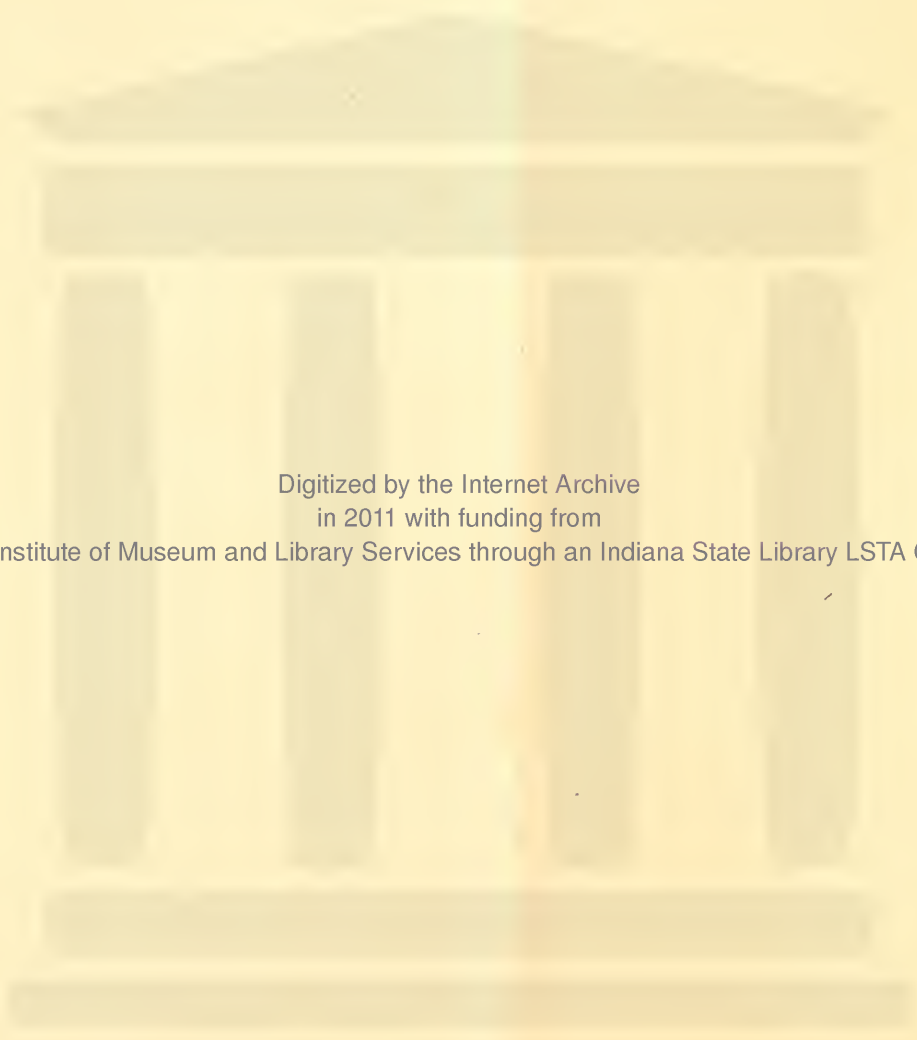 Digitized by the Internet Archive
in 2011 with funding from
of Museum and Library Services through an Indiana State Library LSTA